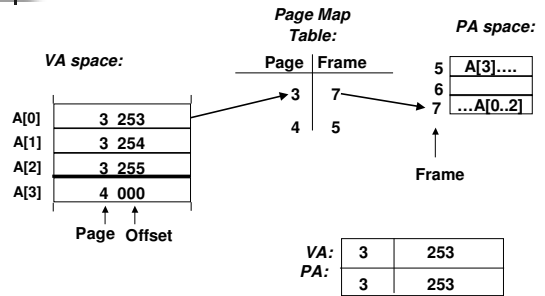 Page Map
Table:
PA space:
VA space:
Page Frame
3 7
4 5
5 A[3]....
6
7 ...A[0..2]
Frame
A[0] 3 253
A[1] 3 254
A[2] 3 255
A[3] 4 000
Page Offset
VA: 3 253
PA: 3 253